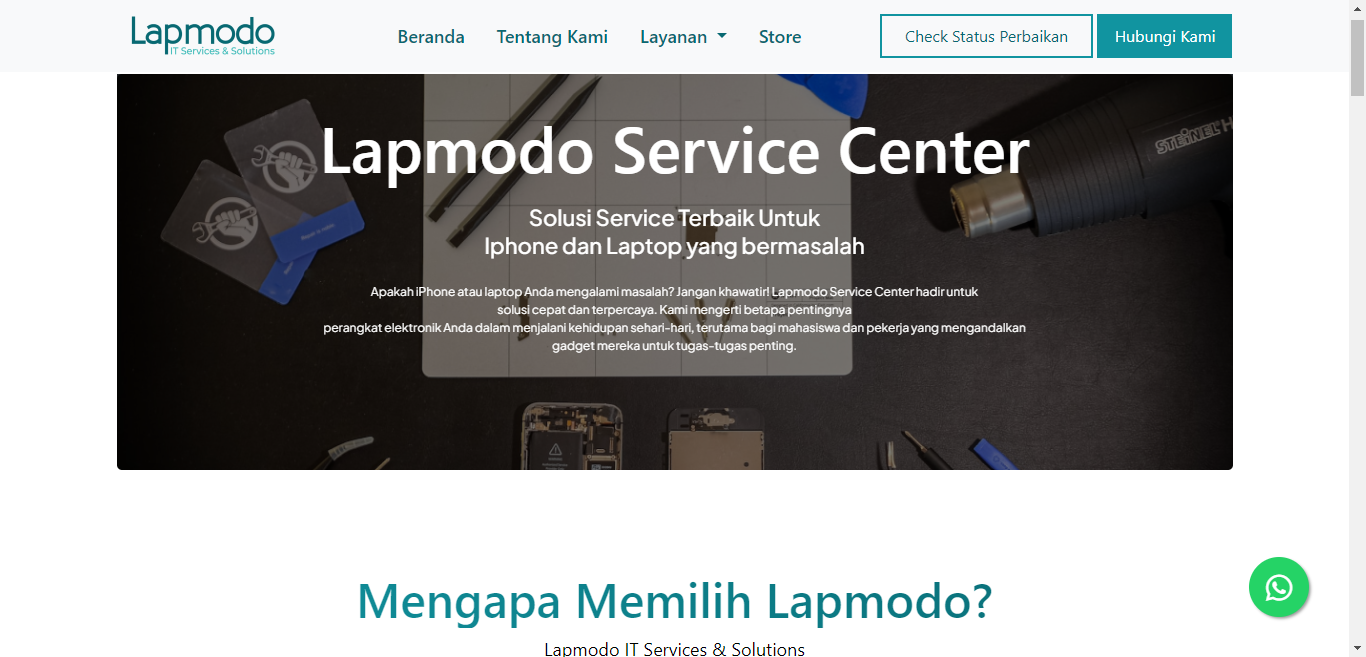 Lapmodo
IT Services & Solutions
Beranda
Tentang Kami
Layanan
Store
Check Status Perbaikan
Hubungi Kami
Lapmodo Service Center
Solusi Service Terbaik Untuk
Iphone dan Laptop yang bermasalah
Apakah iPhone atau laptop Anda mengalami masalah? Jangan khawatir! Lapmodo Service Center hadir untuk
solusi cepat dan terpercaya. Kami mengerti betapa pentingnya
perangkat elektronik Anda dalam menjalani kehidupan sehari-hari, terutama bagi mahasiswa dan pekerja yang mengandalkan
gadget mereka untuk tugas-tugas penting.
STEINEL
Mengapa Memilih Lapmodo?
Lapmodo IT Services & Solutions